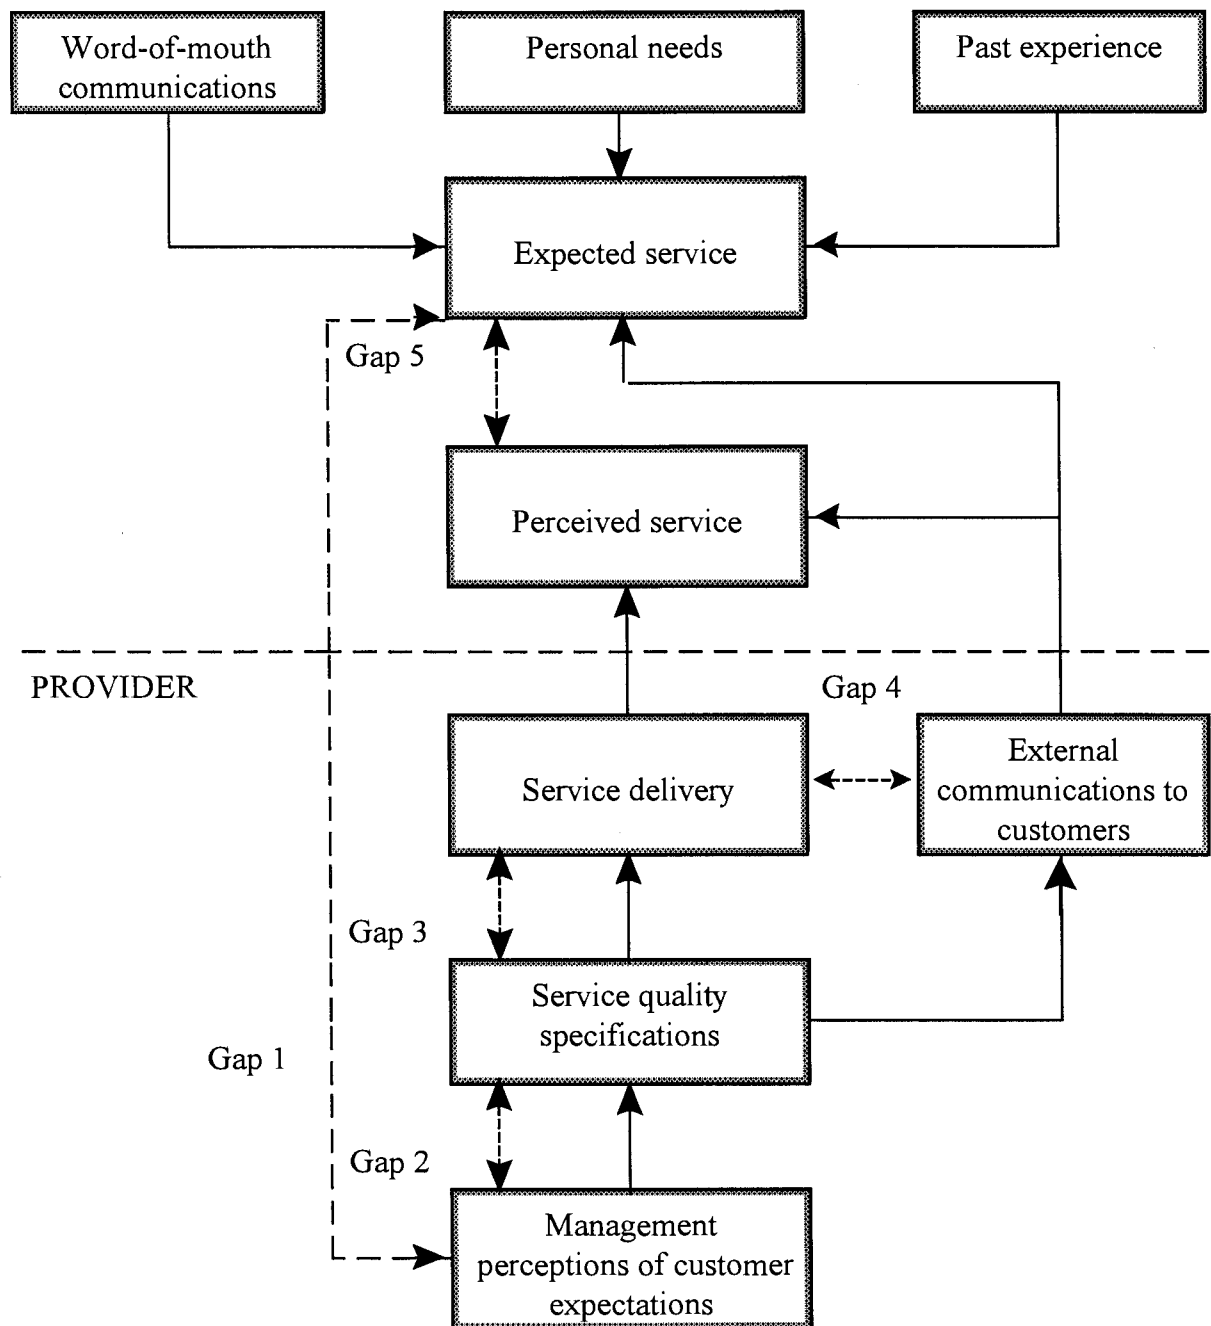 Word-of-mouth
communications
Personal needs
Past experience
Expected service
Gap 5
Perceived service
PROVIDER
Gap 4
Service delivery
External
communications to
customers
Gap 3
Service quality
specifications
Gap 1
Gap 2
Management
perceptions of customer
expectations